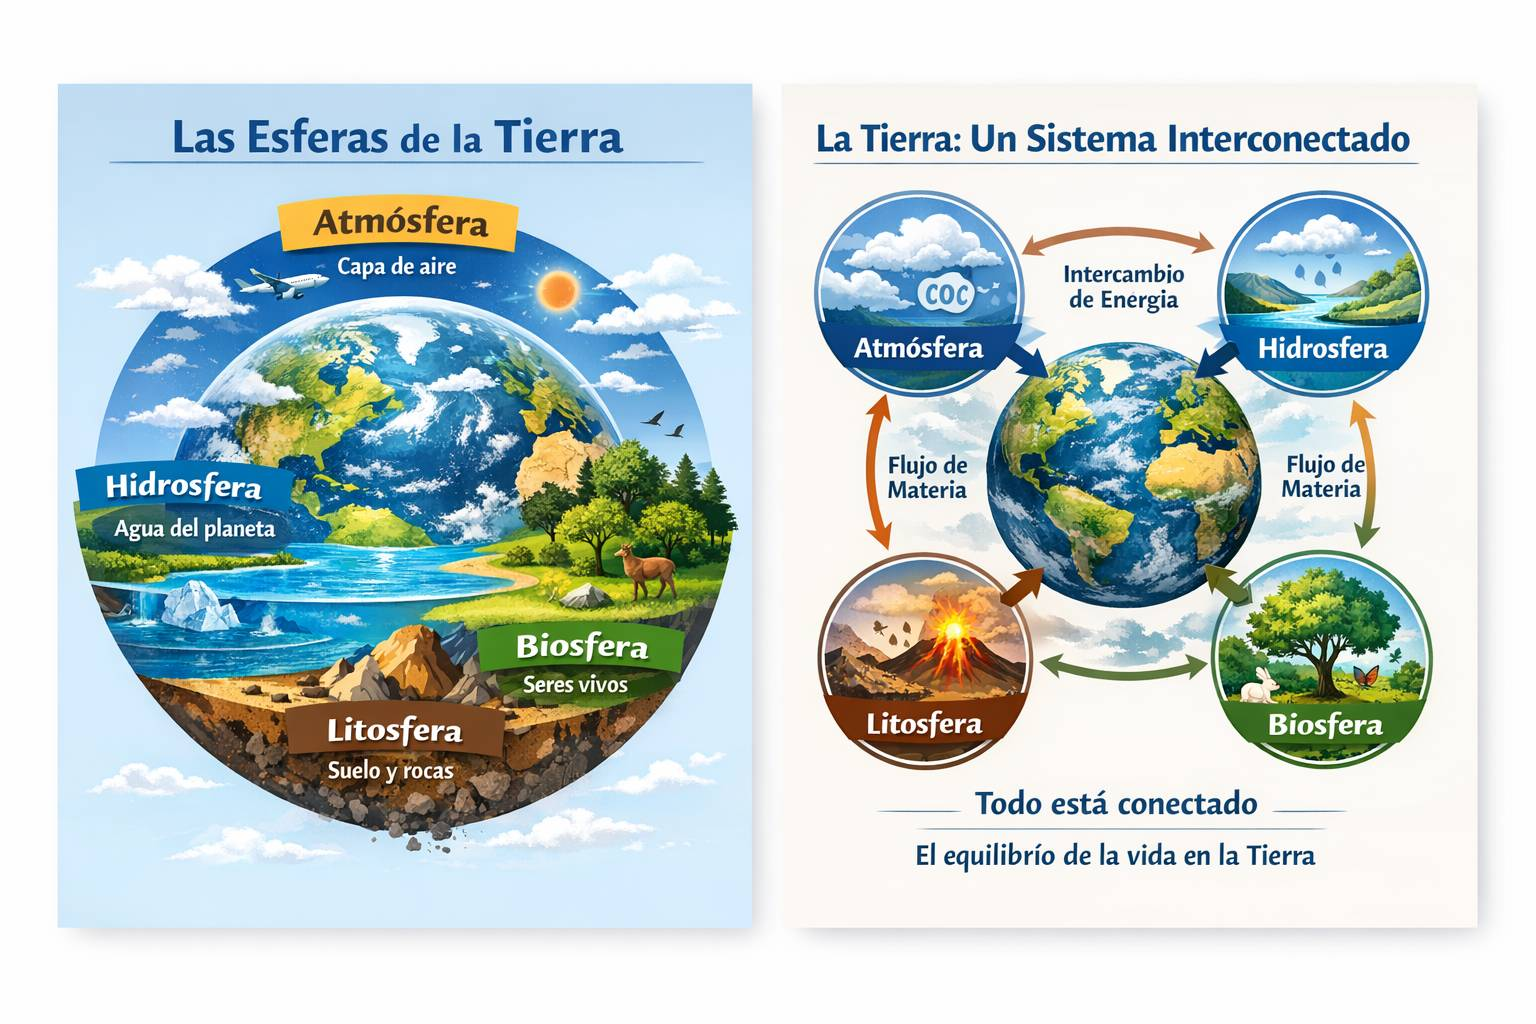 Las Esferas de la Tierra
Atmósfera
Capa de aire
Hidrosfera
Agua del planeta
Biosfera
Seres vivos
Litosfera
Suelo y rocas
La Tierra: Un Sistema Interconectado
Intercambio
de Energia
COC
Atmósfera
Hidrosfera
Flujo de
Materia
Flujo de
Materia
Litosfera
Biosfera
Todo está conectado
El equilibrío de la vida en la Tierra